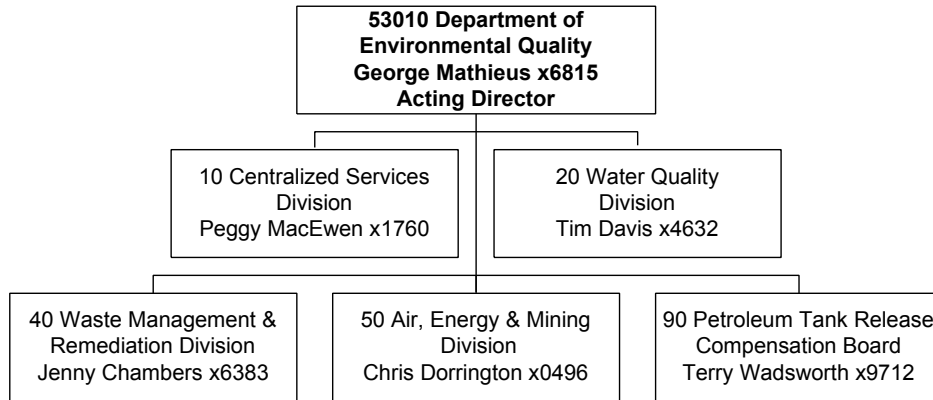 53010 Department of
Environmental Quality
George Mathieus x6815
Acting Director
10 Centralized Services
Division
Peggy MacEwen x1760
20 Water Quality
Division
Tim Davis x4632
40 Waste Management &
Remediation Division
Jenny Chambers x6383
50 Air, Energy & Mining
Division
Chris Dorrington x0496
90 Petroleum Tank Release
Compensation Board
Terry Wadsworth x9712